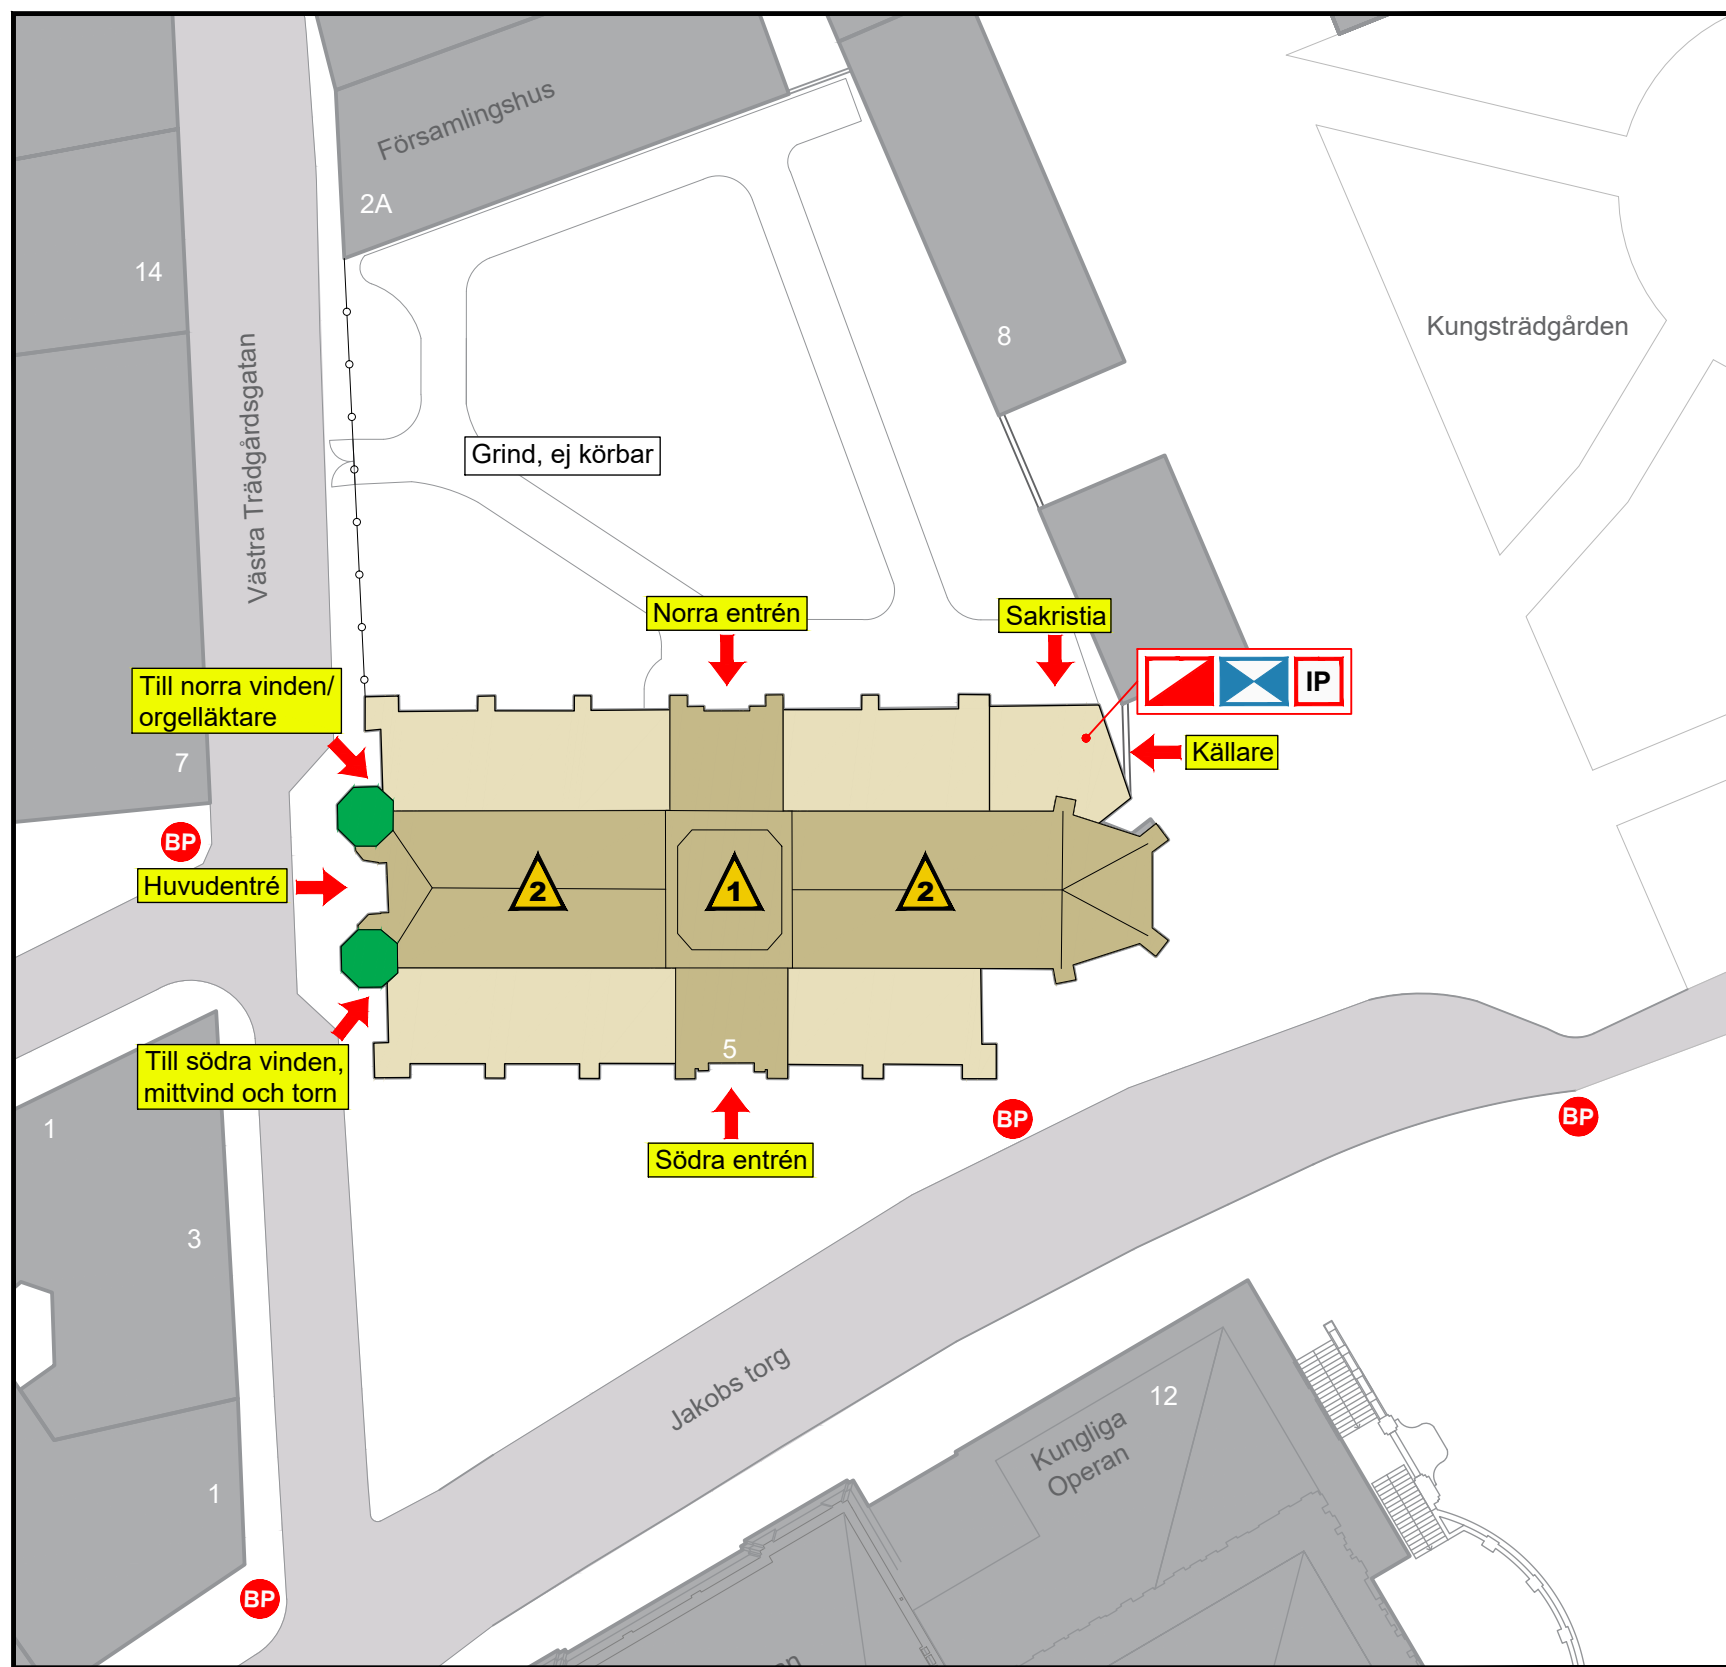 Församlingshus
2A
14
8
Kungsträdgården
Västra Trädgårdsgatan
Grind, ej körbar
Norra entrén
Sakristia
IP
Till norra vinden/
orgelläktare
7
Källare
BP
Huvudentré
2
1
2
5
Till södra vinden,
mittvind och torn
BP
BP
1
Södra entrén
3
Jakobs torg
12
Kungliga
Operan
1
BP